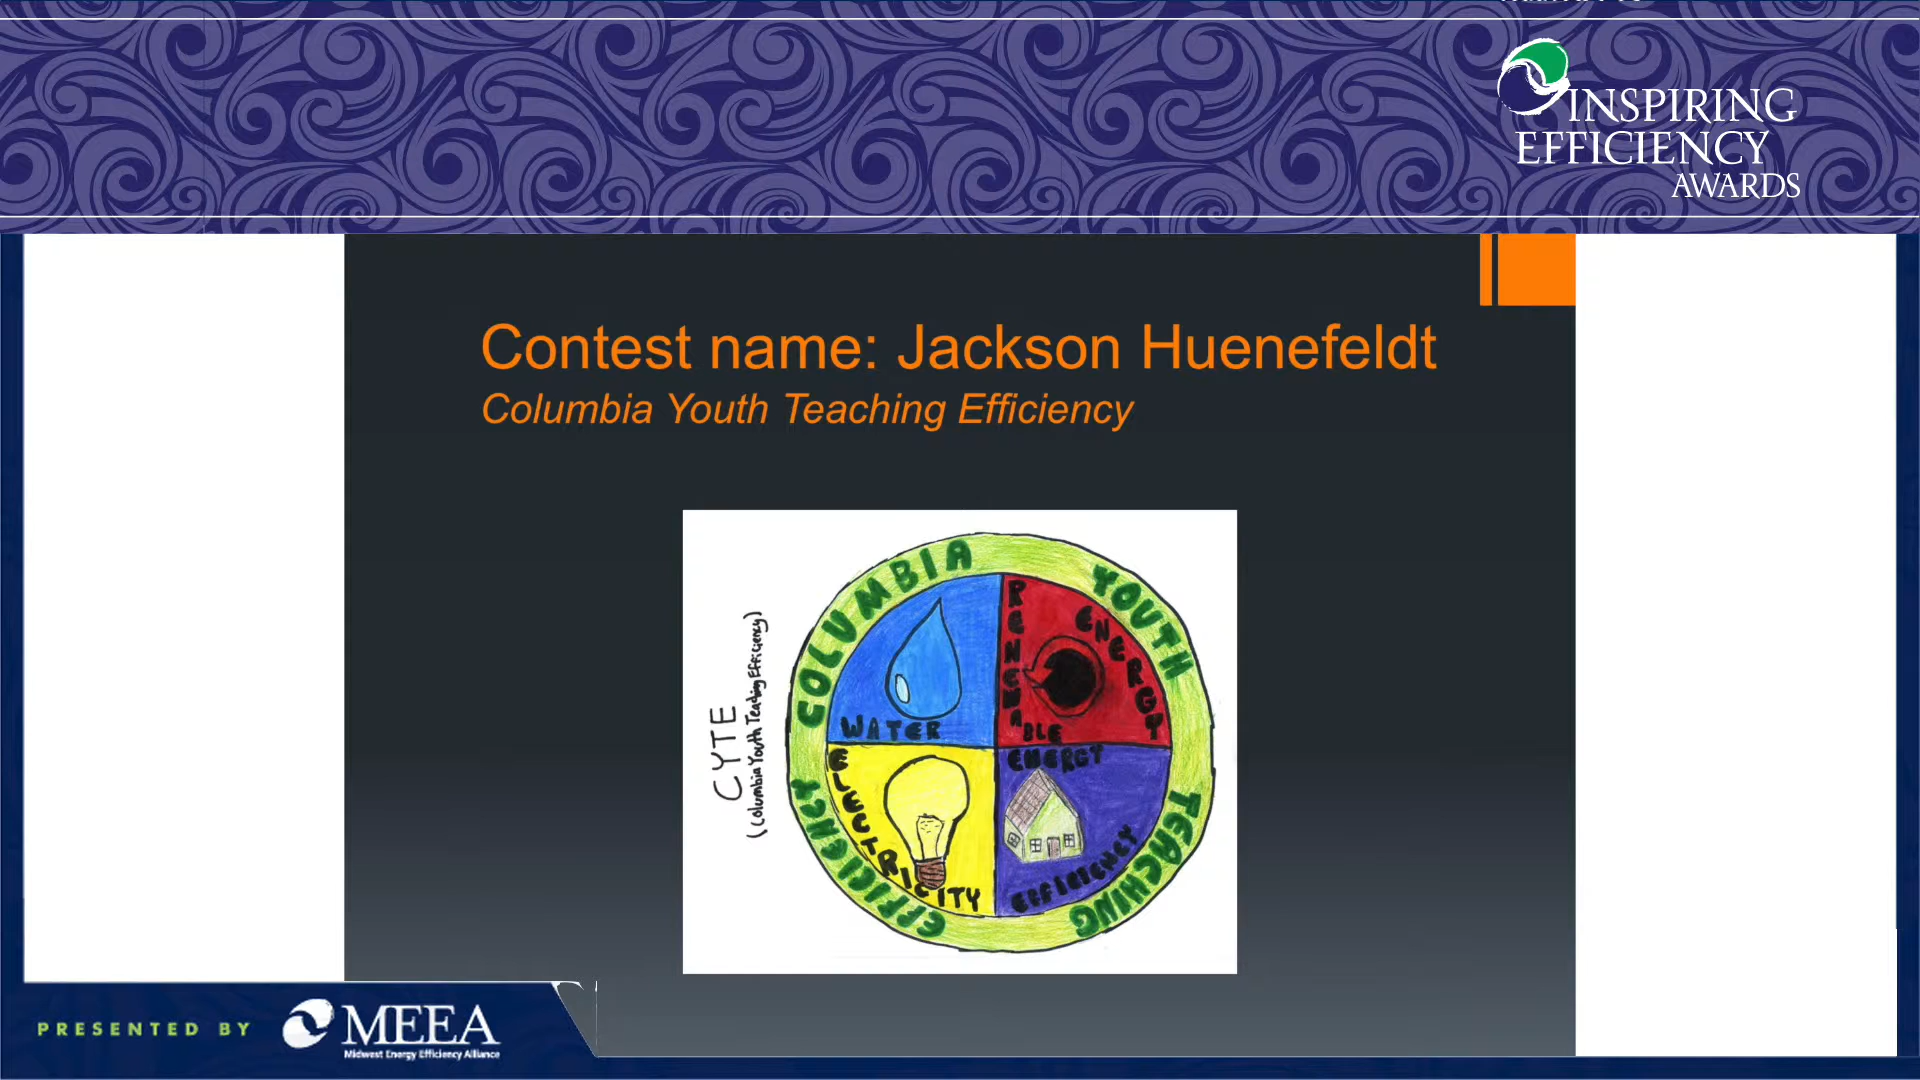 INSPIRING
EFFICIENCY
AWARDS
Contest name: Jackson Huenefeldt
Columbia Youth Teaching Efficiency
CYTE
(Columbia Youth Teaching Efficiency)
COLUMBIA YOUTH TEACHING EFFICIENCY
WATER
RENEWABLE ENERGY
ELECTRICITY
ENERGY EFFICIENCY
PRESENTED BY
MEEA
Midwest Energy Efficiency Alliance